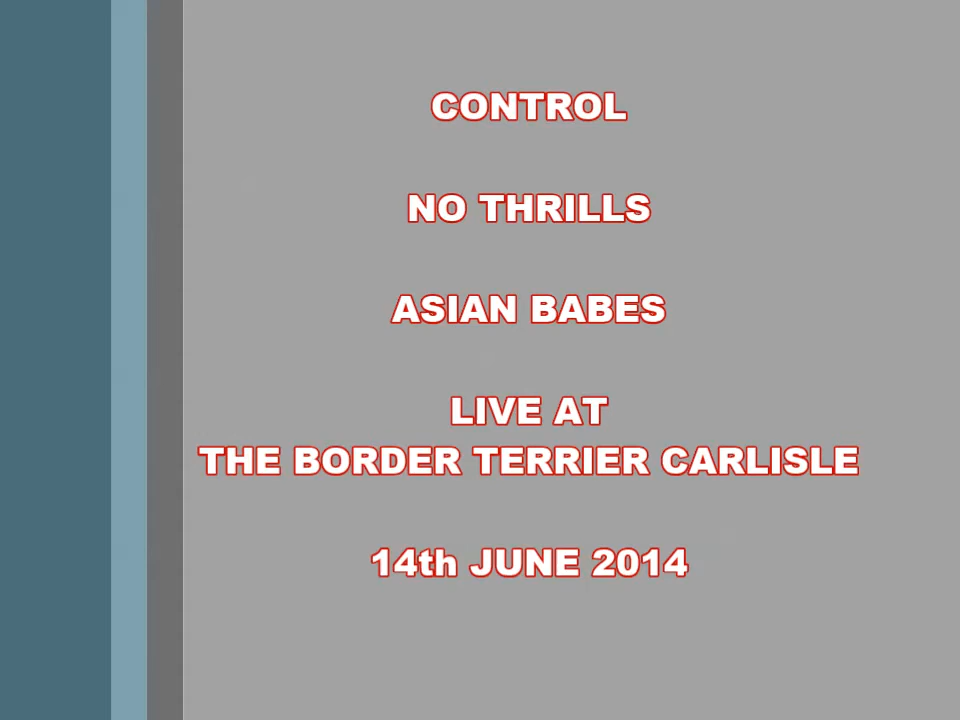 CONTROL
NO THRILLS
ASIAN BABES
LIVE AT
THE BORDER TERRIER CARLISLE
14th JUNE 2014